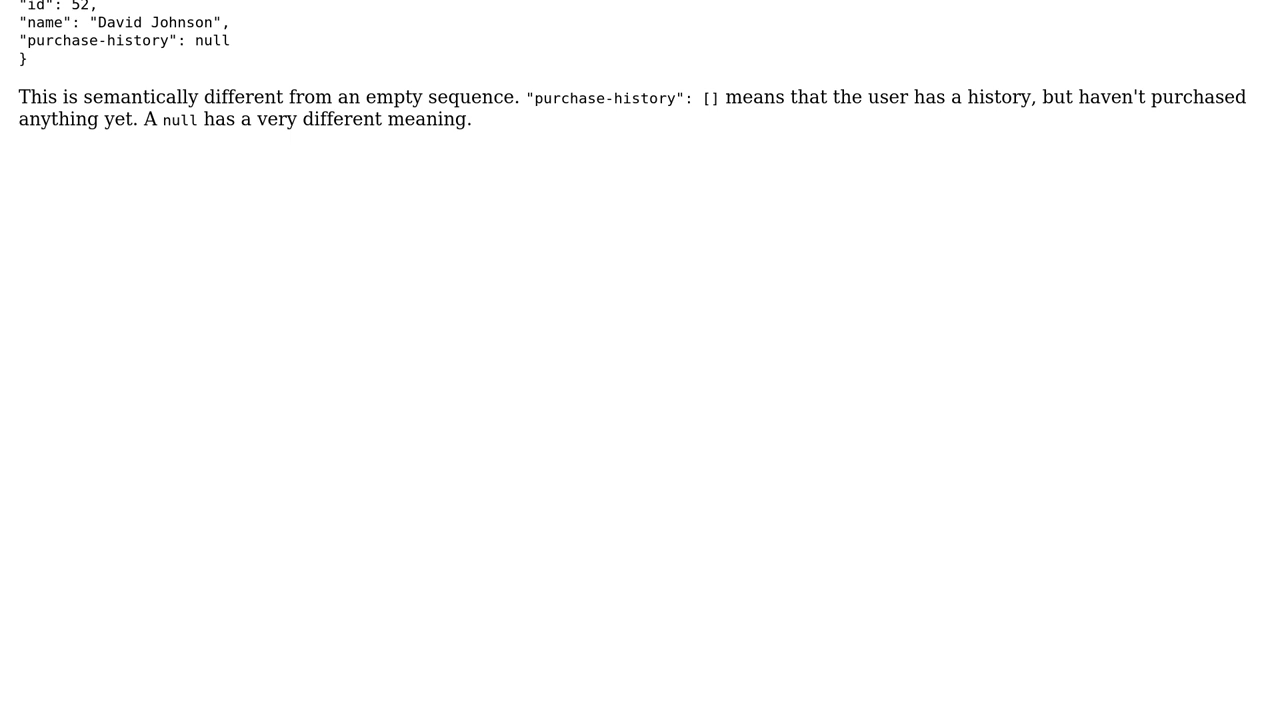 "id": 52,
"name": "David Johnson",
"purchase-history": null
}
This is semantically different from an empty sequence. "purchase-history": [] means that the user has a history, but haven't purchased
anything yet. A null has a very different meaning.